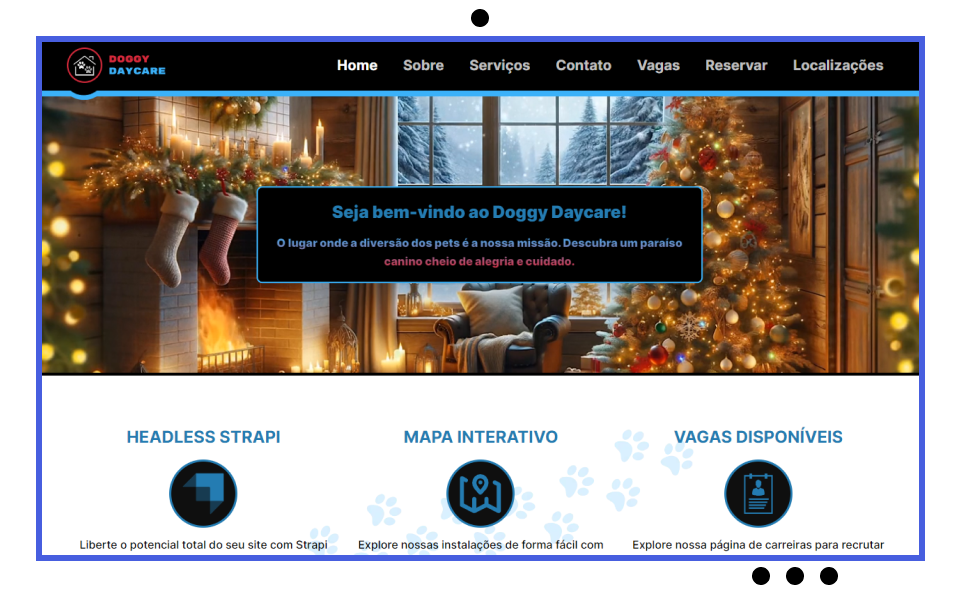 DOGGY
DAYCARE
Home Sobre Serviços Contato Vagas Reservar Localizações
Seja bem-vindo ao Doggy Daycare!
O lugar onde a diversão dos pets é a nossa missão. Descubra um paraíso
canino cheio de alegria e cuidado.
HEADLESS STRAPI
MAPA INTERATIVO
VAGAS DISPONÍVEIS
Liberte o potencial total do seu site com Strapi
Explore nossas instalações de forma fácil com
Explore nossa página de carreiras para recrutar